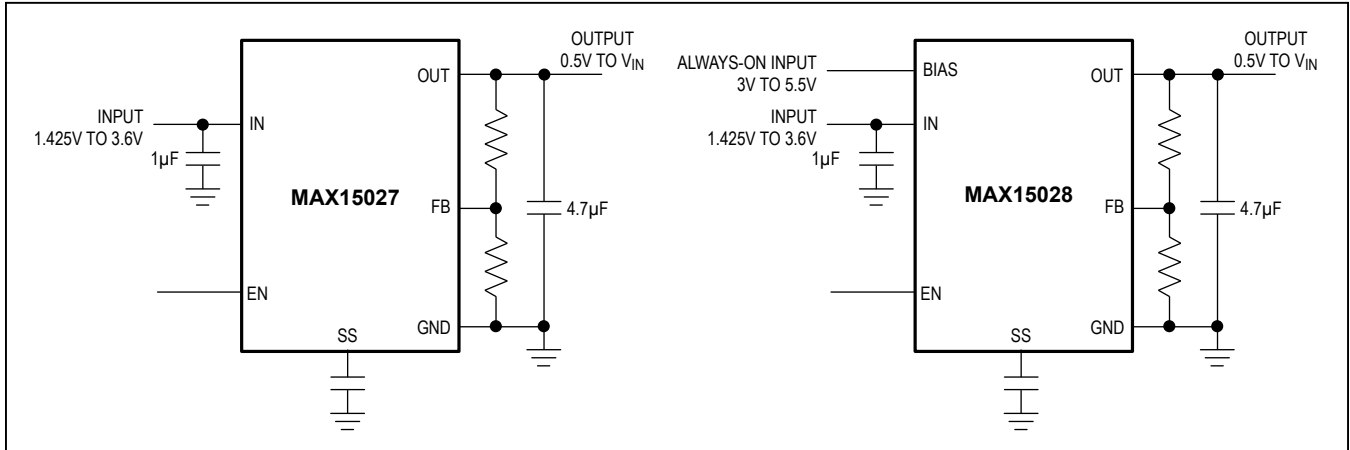 OUTPUT
0.5V TO VIN
OUT
INPUT
1.425V TO 3.6V
IN
1µF
MAX15027
FB
4.7µF
EN
GND
SS
OUTPUT
0.5V TO VIN
ALWAYS-ON INPUT
3V TO 5.5V
BIAS
OUT
INPUT
1.425V TO 3.6V
IN
1µF
MAX15028
FB
4.7µF
EN
GND
SS